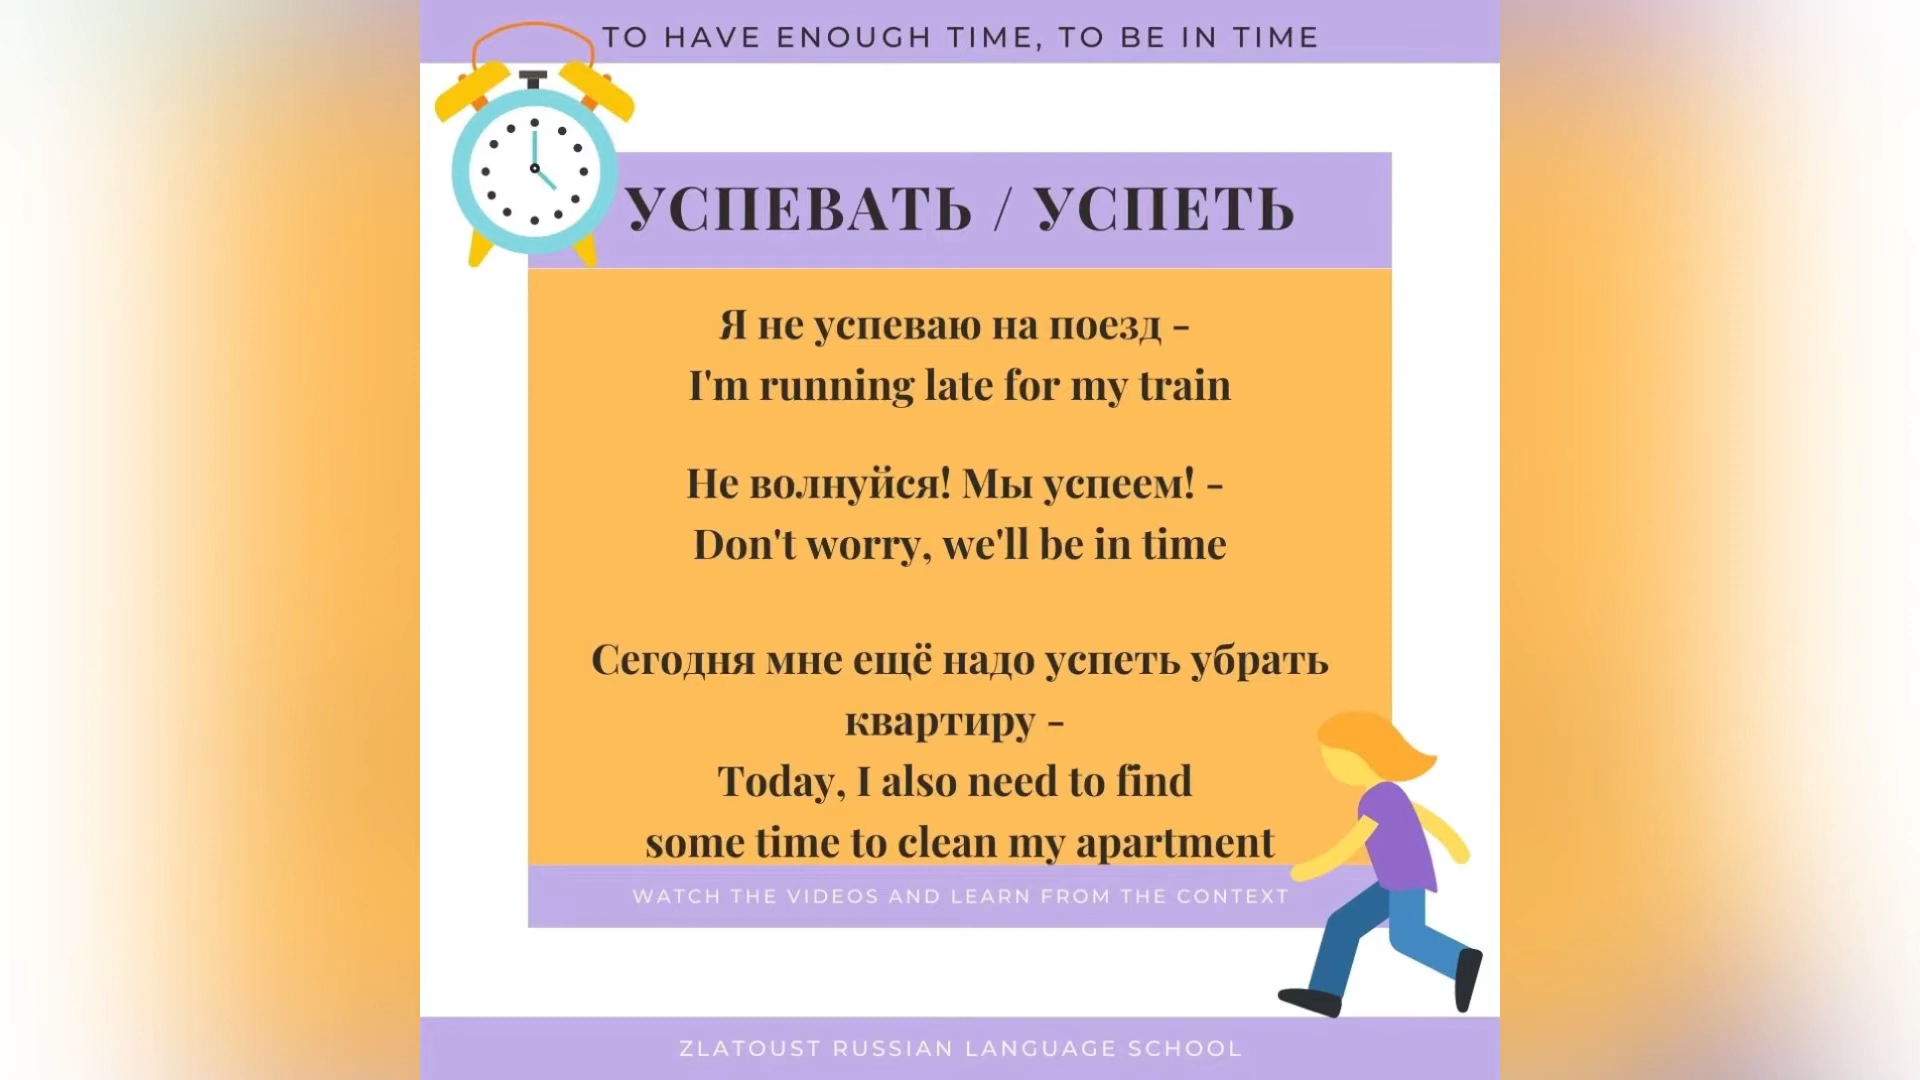 TO HAVE ENOUGH TIME, TO BE IN TIME
УСПЕВАТЬ / УСПЕТЬ
Я не успеваю на поезд -
I'm running late for my train
Не волнуйся! Мы успеем! -
Don't worry, we'll be in time
Сегодня мне ещё надо успеть убрать
квартиру -
Today, I also need to find
some time to clean my apartment
WATCH THE VIDEOS AND LEARN FROM THE CONTEXT
ZLATOUST RUSSIAN LANGUAGE SCHOOL